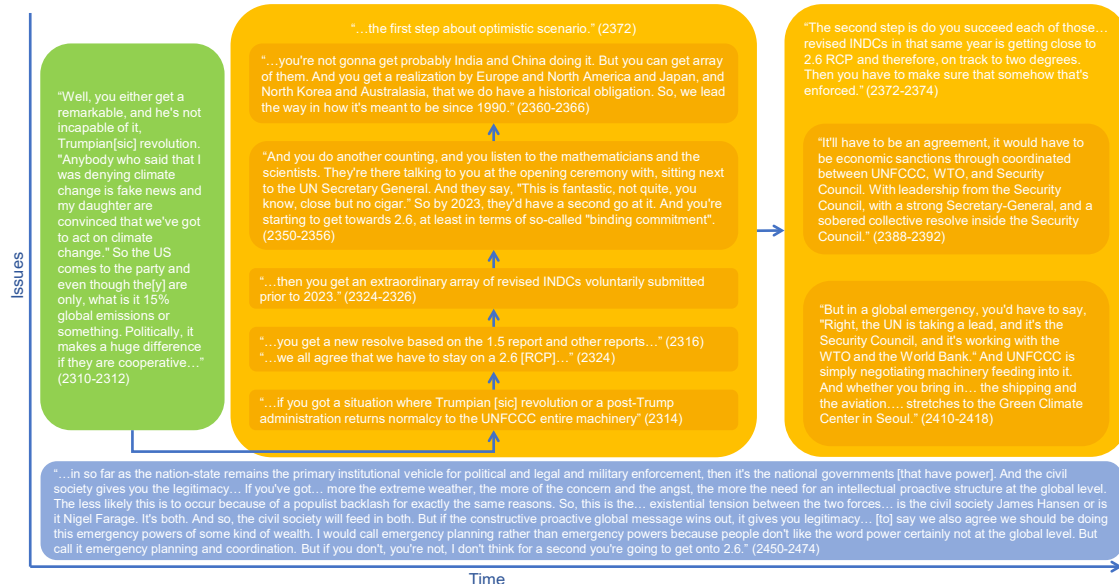 Issues
“Well, you either get a
remarkable, and he's not
incapable of it,
Trumpian[sic] revolution.
"Anybody who said that I
was denying climate
change is fake news and
my daughter are
convinced that we've got
to act on climate
change." So the US
comes to the party and
even though the[y] are
only, what is it 15%
global emissions or
something. Politically, it
makes a huge difference
if they are cooperative…”
(2310-2312)
“…the first step about optimistic scenario.” (2372)
“…you're not gonna get probably India and China doing it. But you can get array
of them. And you get a realization by Europe and North America and Japan, and
North Korea and Australasia, that we do have a historical obligation. So, we lead
the way in how it's meant to be since 1990.” (2360-2366)
“And you do another counting, and you listen to the mathematicians and the
scientists. They're there talking to you at the opening ceremony with, sitting next
to the UN Secretary General. And they say, "This is fantastic, not quite, you
know, close but no cigar.” So by 2023, they'd have a second go at it. And you're
starting to get towards 2.6, at least in terms of so-called "binding commitment".
(2350-2356)
“…then you get an extraordinary array of revised INDCs voluntarily submitted
prior to 2023.” (2324-2326)
“…you get a new resolve based on the 1.5 report and other reports…” (2316)
“…we all agree that we have to stay on a 2.6 [RCP]…” (2324)
“…if you got a situation where Trumpian [sic] revolution or a post-Trump
administration returns normalcy to the UNFCCC entire machinery” (2314)
“The second step is do you succeed each of those…
revised INDCs in that same year is getting close to
2.6 RCP and therefore, on track to two degrees.
Then you have to make sure that somehow that's
enforced.” (2372-2374)
“It'll have to be an agreement, it would have to
be economic sanctions through coordinated
between UNFCCC, WTO, and Security
Council. With leadership from the Security
Council, with a strong Secretary-General, and a
sobered collective resolve inside the Security
Council.” (2388-2392)
“But in a global emergency, you'd have to say,
"Right, the UN is taking a lead, and it's the
Security Council, and it's working with the
WTO and the World Bank.“ And UNFCCC is
simply negotiating machinery feeding into it.
And whether you bring in… the shipping and
the aviation…. stretches to the Green Climate
Center in Seoul.” (2410-2418)
“…in so far as the nation-state remains the primary institutional vehicle for political and legal and military enforcement, then it's the national governments [that have power]. And the civil
society gives you the legitimacy… If you've got… more the extreme weather, the more of the concern and the angst, the more the need for an intellectual proactive structure at the global level.
The less likely this is to occur because of a populist backlash for exactly the same reasons. So, this is the… existential tension between the two forces… is the civil society James Hansen or is
it Nigel Farage. It's both. And so, the civil society will feed in both. But if the constructive proactive global message wins out, it gives you legitimacy… [to] say we also agree we should be doing
this emergency powers of some kind of wealth. I would call emergency planning rather than emergency powers because people don't like the word power certainly not at the global level. But
call it emergency planning and coordination. But if you don't, you're not, I don't think for a second you're going to get onto 2.6.” (2450-2474)
Time